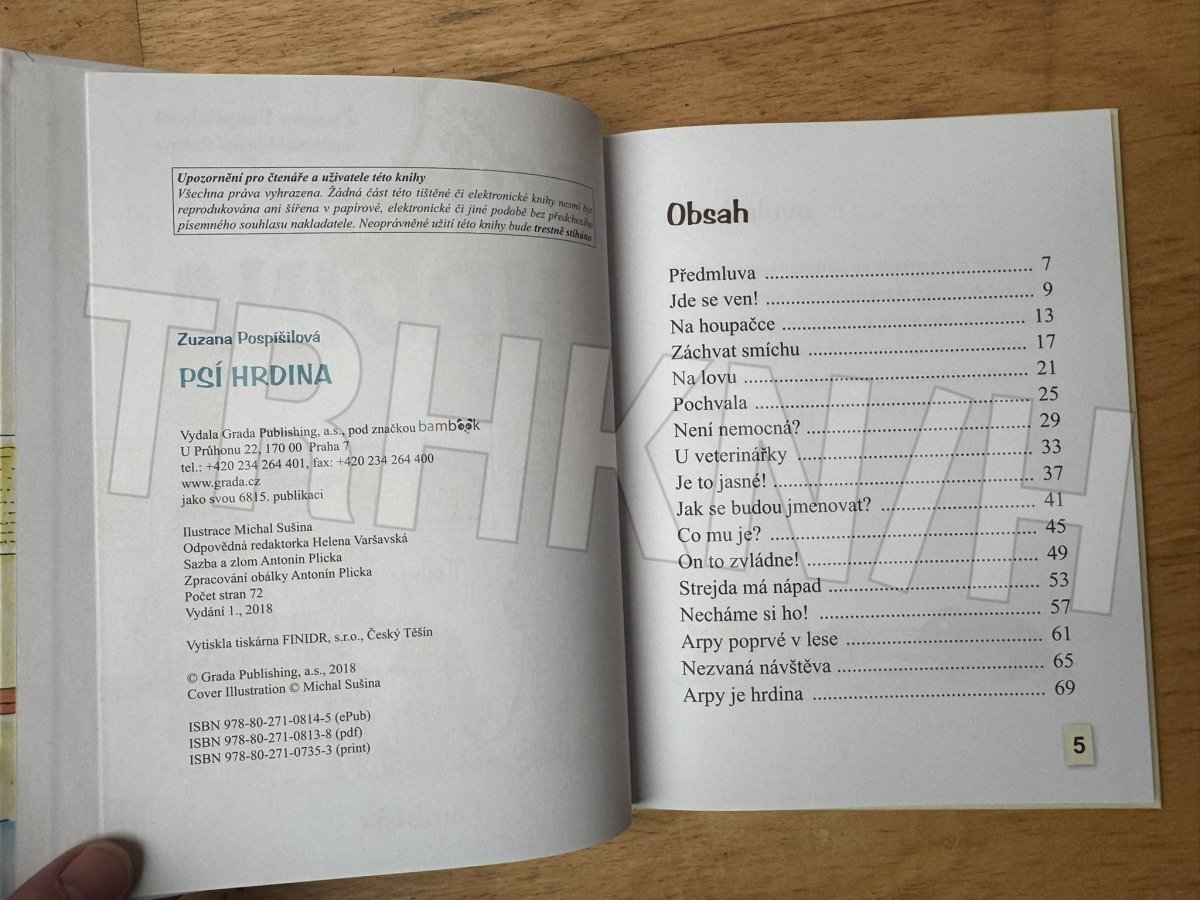 Upozornění pro čtenáře a uživatele této knihy
Všechna práva vyhrazena. Žádná část této tištěné či elektronické knihy nesmí být
reprodukována ani šířena v papírové, elektronické či jiné podobě bez předchozího
písemného souhlasu nakladatele. Neoprávněné užití této knihy bude trestně stíháno
Zuzana Pospíšilová
PSÍ HRDINA
Vydala Grada Publishing, a.s., pod značkou bambook
U Průhonu 22, 170 00 Praha 7
tel.: +420 234 264 401, fax: +420 234 264 400
www.grada.cz
jako svou 6815. publikaci
Ilustrace Michal Sušina
Odpovědná redaktorka Helena Varšavská
Sazba a zlom Antonín Plicka
Zpracování obálky Antonín Plicka
Počet stran 72
Vydání 1., 2018
Vytiskla tiskárna FINIDR, s.r.o., Český Těšín
© Grada Publishing, a.s., 2018
Cover Illustration © Michal Sušina
ISBN 978-80-271-0814-5 (ePub)
ISBN 978-80-271-0813-8 (pdf)
ISBN 978-80-271-0735-3 (print)
Obsah
Předmluva ........ 7
Jde se ven! ........ 9
Na houpačce ........ 13
Záchvat smíchu ........ 17
Na lovu ........ 21
Pochvala ........ 25
Není nemocná? ........ 29
U veterinářky ........ 33
Je to jasné! ........ 37
Jak se budou jmenovat? ........ 41
Co mu je? ........ 45
On to zvládne! ........ 49
Strejda má nápad ........ 53
Necháme si ho! ........ 57
Arpy poprvé v lese ........ 61
Nezvaná návštěva ........ 65
Arpy je hrdina ........ 69
5
TRHKNIH